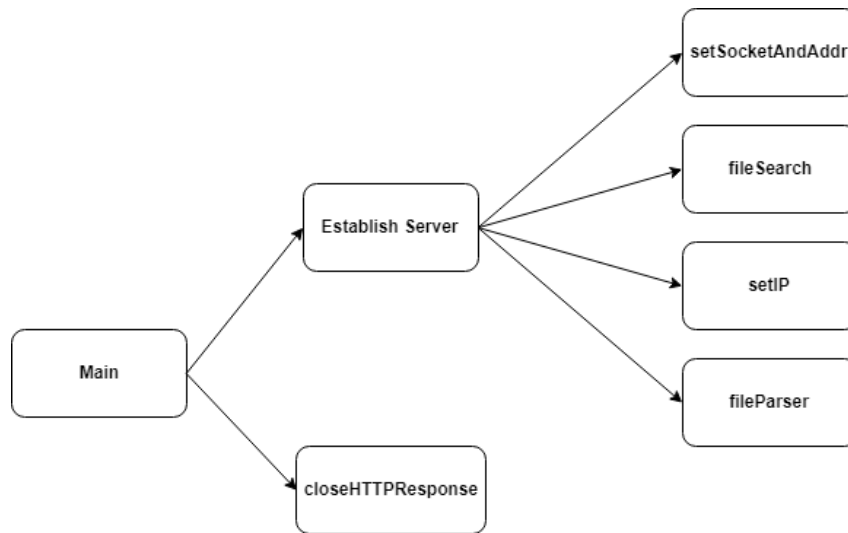 setSocketAndAddr
fileSearch
Establish Server
setIP
Main
fileParser
closeHTTPResponse